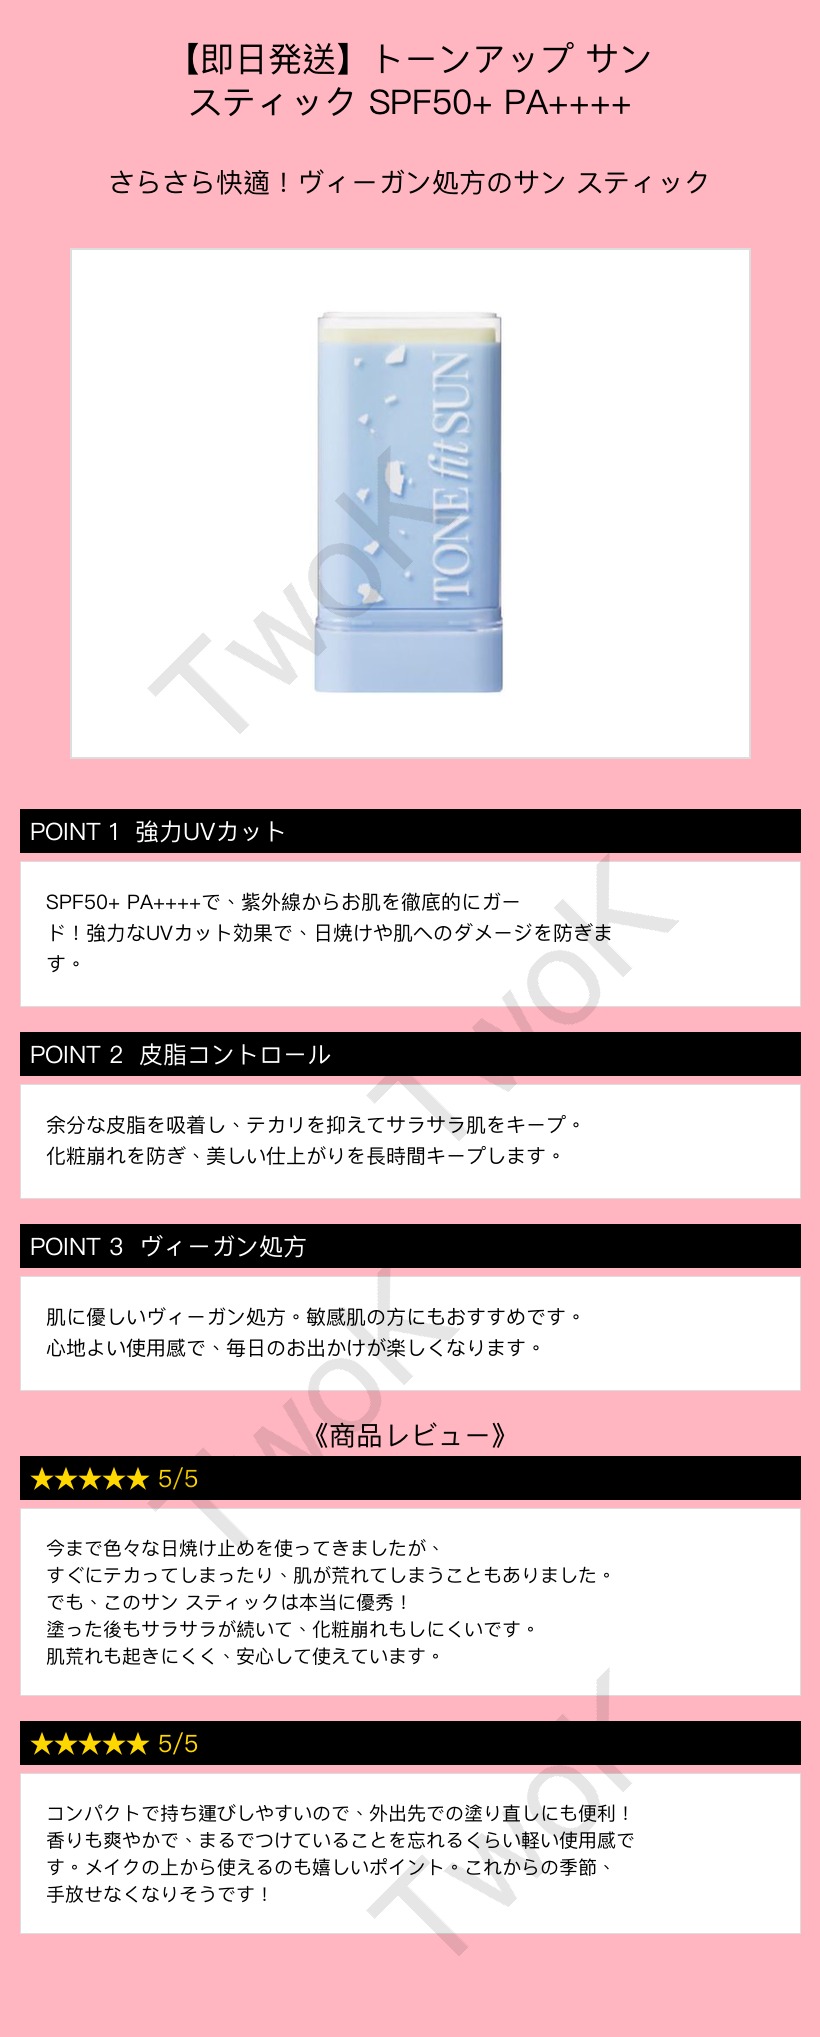 【即日発送】トーンアップ サン
スティック SPF50+ PA++++
さらさら快適！ヴィーガン処方のサン スティック
TONE fit SUN
TwoK
POINT 1 強力UVカット
SPF50+ PA++++で、紫外線からお肌を徹底的にガー
ド！強力なUVカット効果で、日焼けや肌へのダメージを防ぎま
す。
TwoK
POINT 2 皮脂コントロール
余分な皮脂を吸着し、テカリを抑えてサラサラ肌をキープ。
化粧崩れを防ぎ、美しい仕上がりを長時間キープします。
POINT 3 ヴィーガン処方
肌に優しいヴィーガン処方。敏感肌の方にもおすすめです。
心地よい使用感で、毎日のお出かけが楽しくなります。
TwoK
《商品レビュー》
★★★★★ 5/5
今まで色々な日焼け止めを使ってきましたが、
すぐにテカってしまったり、肌が荒れてしまうこともありました。
でも、このサン スティックは本当に優秀！
塗った後もサラサラが続いて、化粧崩れもしにくいです。
肌荒れも起きにくく、安心して使えています。
★★★★★ 5/5
コンパクトで持ち運びしやすいので、外出先での塗り直しにも便利！
香りも爽やかで、まるでつけていることを忘れるくらい軽い使用感で
す。メイクの上から使えるのも嬉しいポイント。これからの季節、
手放せなくなりそうです！
TwoK